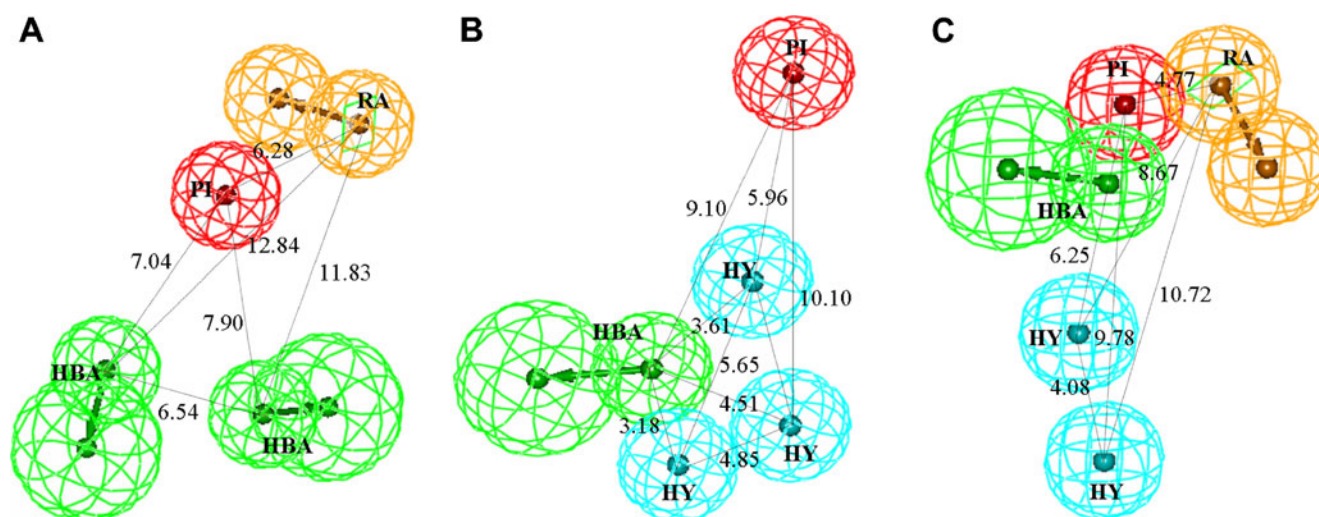 A
RA
6.28
PI
7.04
12.84
11.83
7.90
HBA
6.54
HBA
B
PI
9.10
5.96
HY
10.10
HBA
3.61
5.65
4.51
3.18
4.85
HY
HY
C
PI
4.77
RA
8.67
HBA
6.25
10.72
HY
9.78
4.08
HY